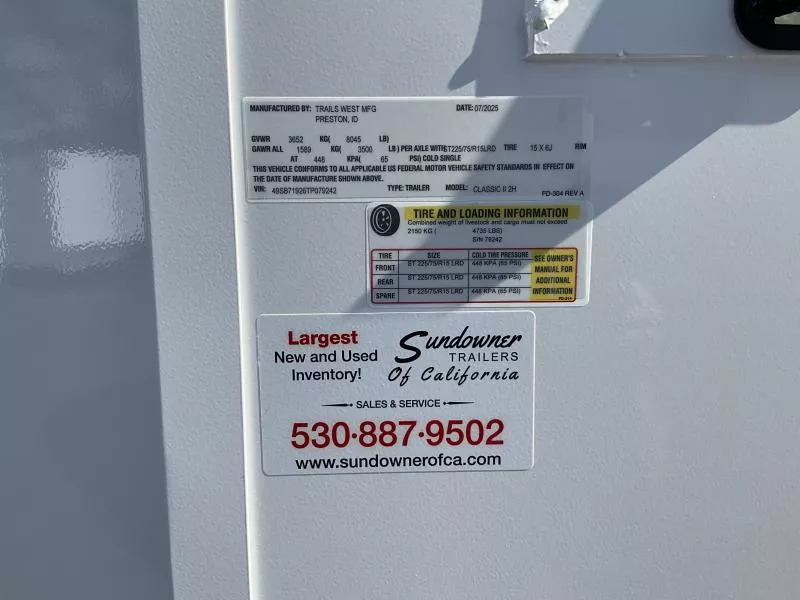 MANUFACTURED BY: TRAILS WEST MFG DATE: 07/2025
PRESTON, ID
GVWR 3652 KG( 8045 LB)
GAWR ALL 1589 KG( 3500 LB) PER AXLE WITH ST225/75/R15LRD TIRE 15 X 6J RIM
AT 448 KPA( 65 PSI) COLD SINGLE
THIS VEHICLE CONFORMS TO ALL APPLICABLE US FEDERAL MOTOR VEHICLE SAFETY STANDARDS IN EFFECT ON
THE DATE OF MANUFACTURE SHOWN ABOVE.
VIN: 49SB71926TP079242 TYPE: TRAILER MODEL: CLASSIC II 2H FD-304 REV A
TIRE AND LOADING INFORMATION
Combined weight of livestock and cargo must not exceed
2150 KG ( 4735 LBS)
S/N 79242
TIRE SIZE COLD TIRE PRESSURE
FRONT ST 225/75/R15 LRD 448 KPA (65 PSI)
REAR ST 225/75/R15 LRD 448 KPA (65 PSI)
SPARE ST 225/75/R15 LRD 448 KPA (65 PSI)
SEE OWNER'S
MANUAL FOR
ADDITIONAL
INFORMATION
Largest
New and Used
Inventory!
Sundowner
TRAILERS
Of California
SALES & SERVICE
530·887·9502
www.sundownerofca.com